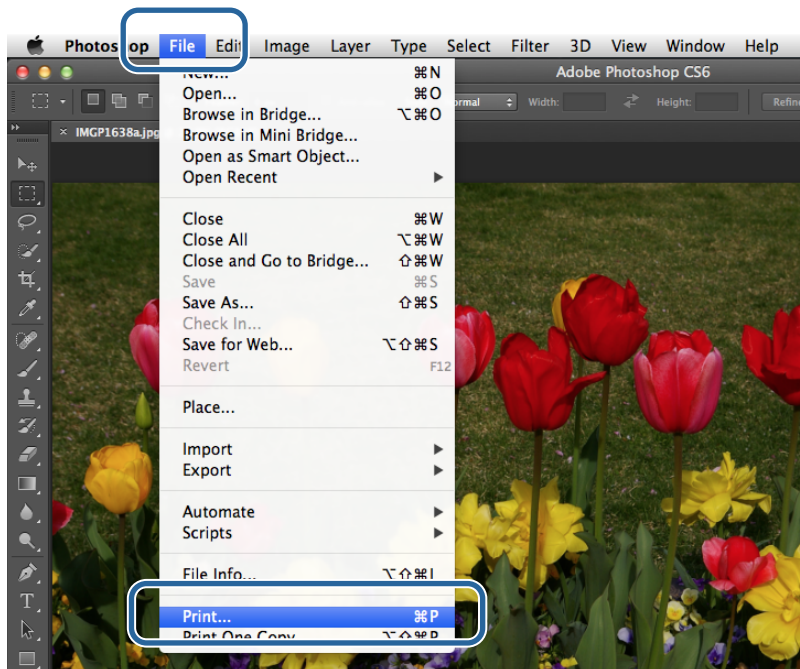 Photoshop File Edit Image Layer Type Select Filter 3D View Window Help
Adobe Photoshop CS6
Width: Height: Refin
× IMGP1638a.jpg
New... ⌘N
Open... ⌘O
Browse in Bridge... ⌥⌘O
Browse in Mini Bridge...
Open as Smart Object...
Open Recent ▶
Close ⌘W
Close All ⌥⌘W
Close and Go to Bridge... ⇧⌘W
Save ⌘S
Save As... ⇧⌘S
Check In...
Save for Web... ⌥⇧⌘S
Revert F12
Place...
Import ▶
Export ▶
Automate ▶
Scripts ▶
File Info... ⌥⇧⌘I
Print... ⌘P
Print One Copy ⌥⇧⌘P
T